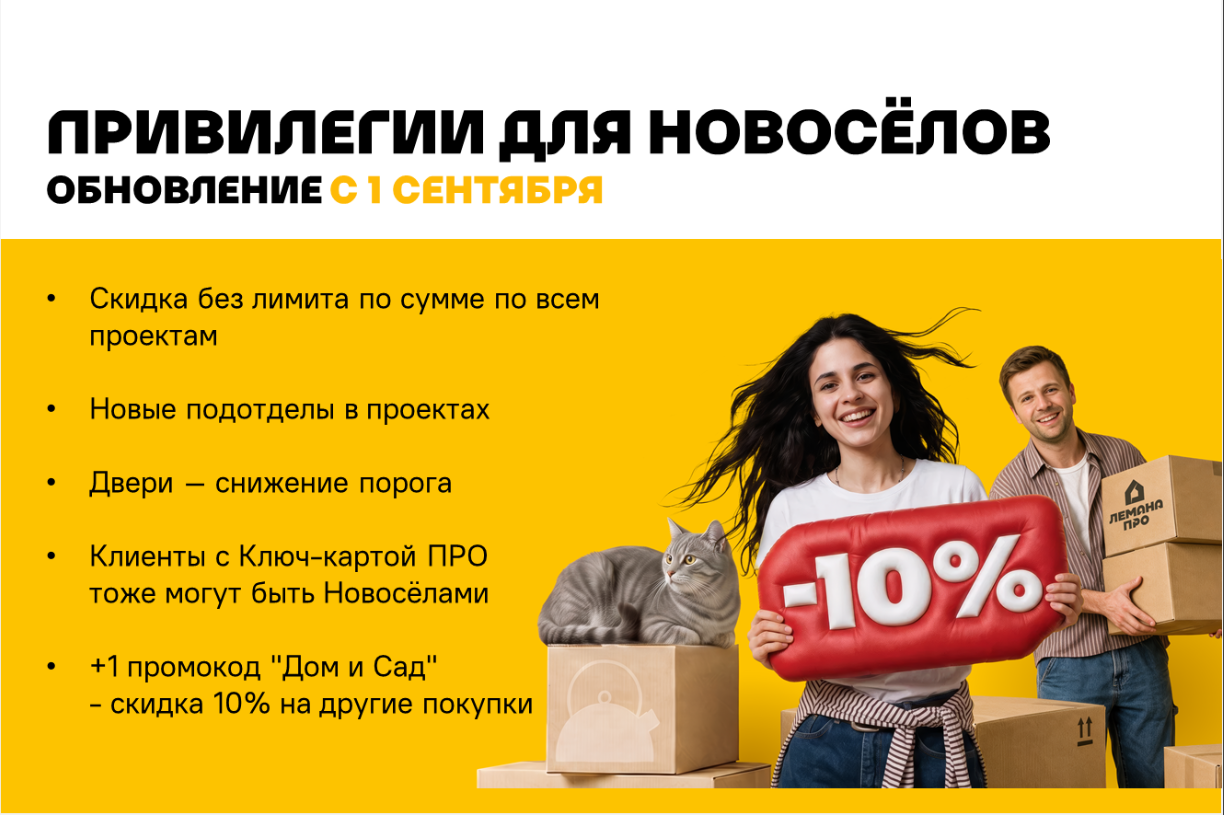 ПРИВИЛЕГИИ ДЛЯ НОВОСЁЛОВ
ОБНОВЛЕНИЕ С 1 СЕНТЯБРЯ
• Скидка без лимита по сумме по всем
проектам
• Новые подотделы в проектах
• Двери – снижение порога
• Клиенты с Ключ-картой ПРО
тоже могут быть Новосёлами
• +1 промокод "Дом и Сад"
- скидка 10% на другие покупки
-10%
ЛЕМАНА
ПРО